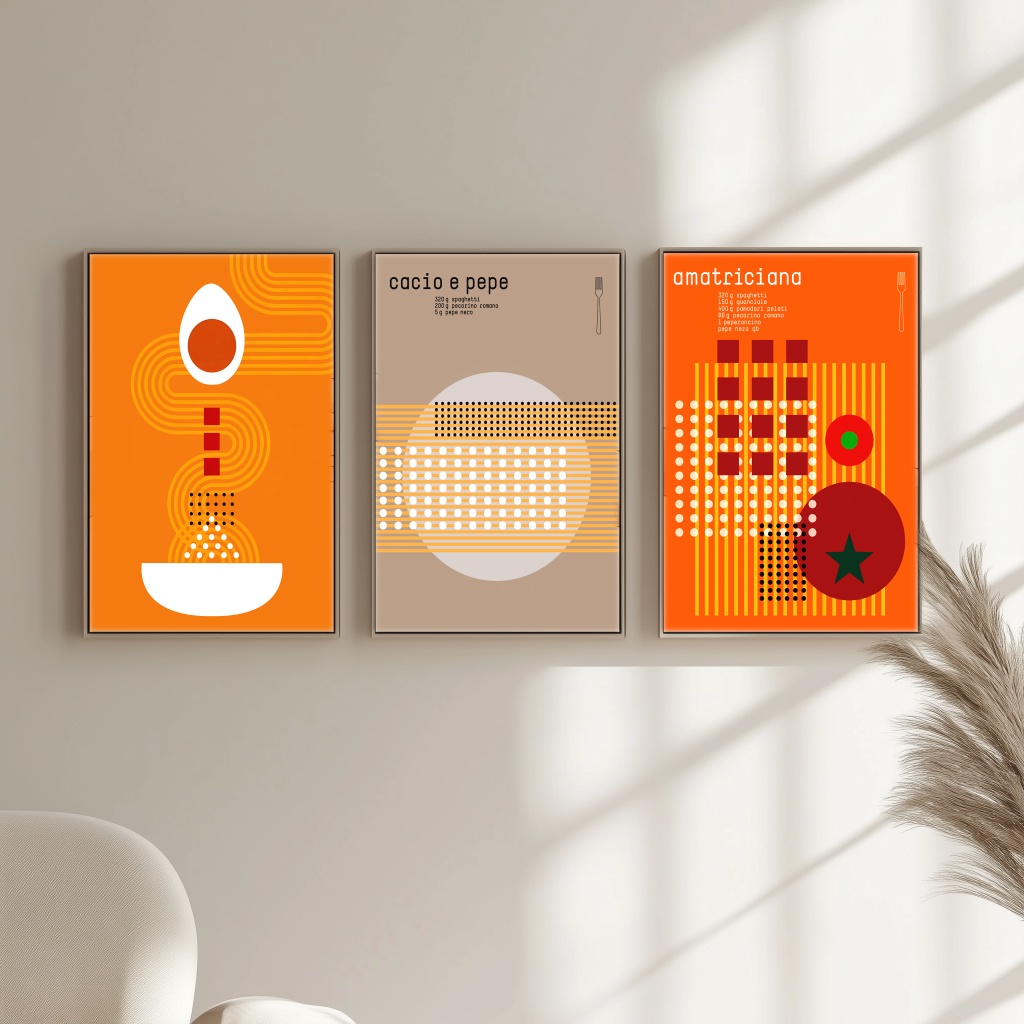 cacio e pepe
320 g spaghetti
200 g pecorino romano
5 g pepe nero
amatriciana
320 g spaghetti
150 g guanciale
400 g pomodori pelati
80 g pecorino romano
1 peperoncino
pepe nero qb